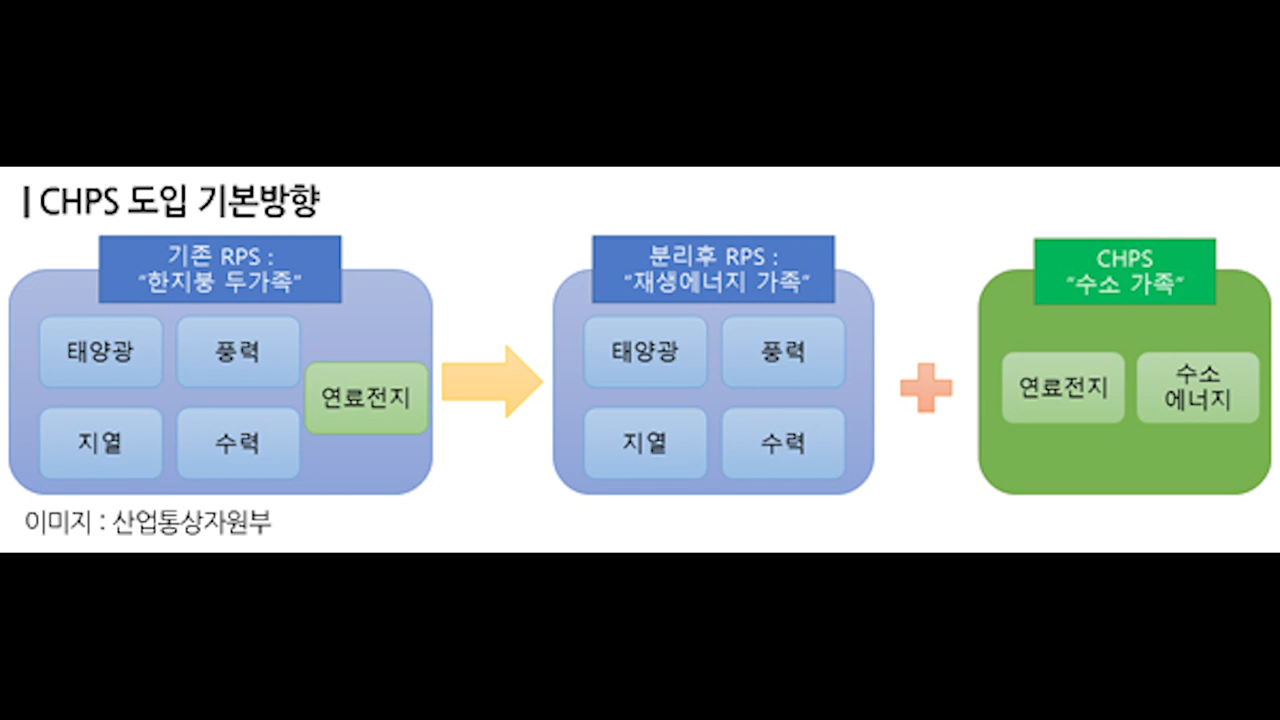 | CHPS 도입 기본방향
기존 RPS :
“한지붕 두가족”
태양광
풍력
연료전지
지열
수력
분리후 RPS :
“재생에너지 가족”
태양광
풍력
지열
수력
CHPS
“수소 가족”
연료전지
수소
에너지
이미지 : 산업통상자원부